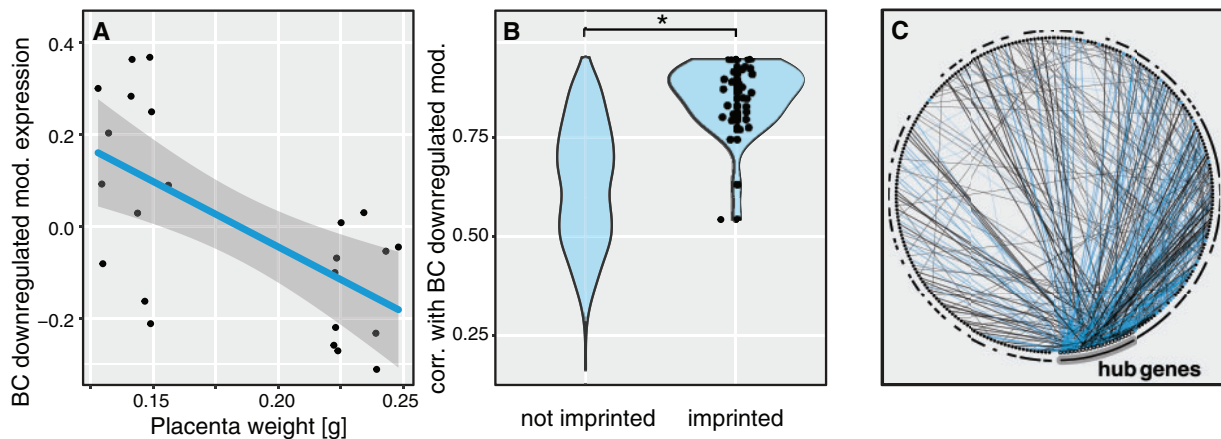 A
BC downregulated mod. expression
0.4
0.2
0.0
−0.2
0.15
0.20
0.25
Placenta weight [g]
B
*
corr. with BC downregulated mod.
0.75
0.50
0.25
not imprinted
imprinted
C
hub genes